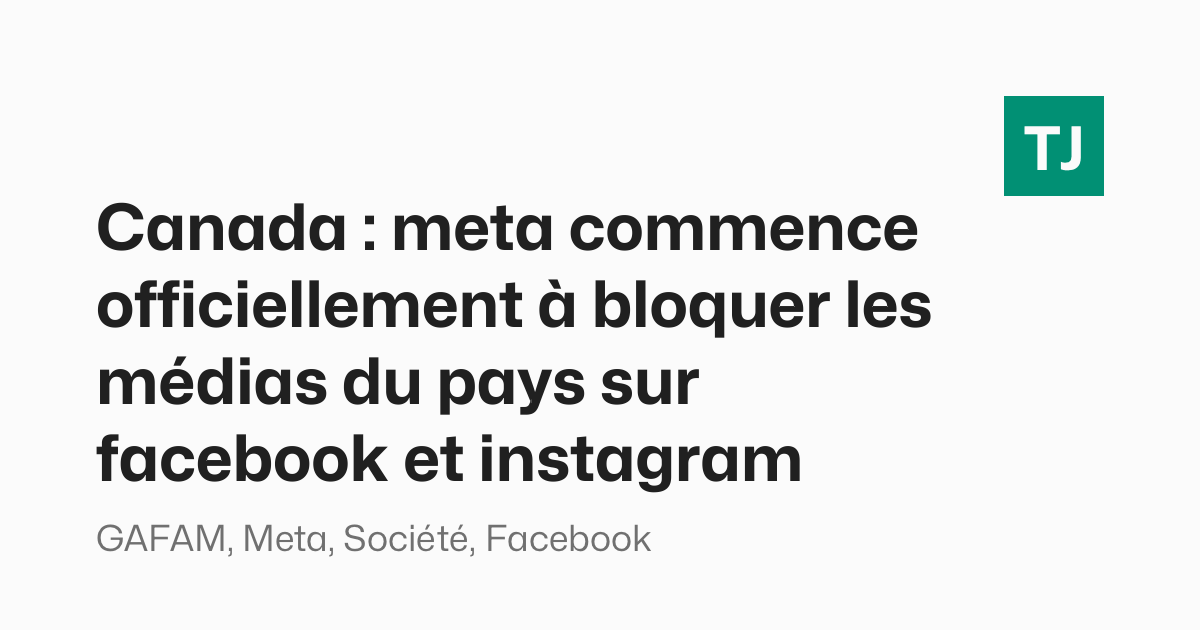 TJ
Canada : meta commence
officiellement à bloquer les
médias du pays sur
facebook et instagram
GAFAM, Meta, Société, Facebook